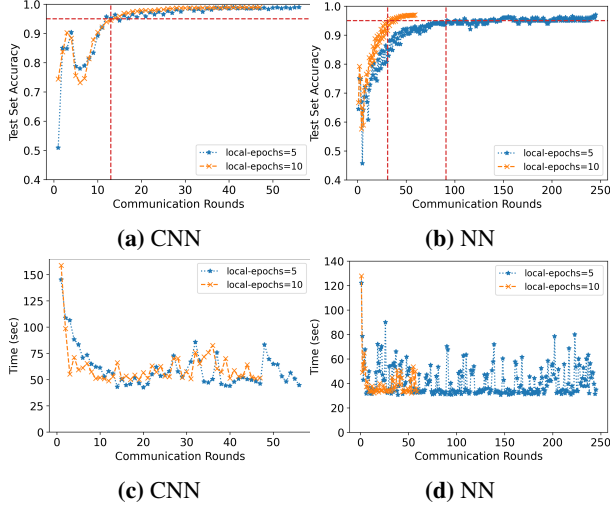 1.0
0.9
0.8
0.7
0.6
0.5
0.4
Test Set Accuracy
local-epochs=5
local-epochs=10
0 10 20 30 40 50
Communication Rounds
(a) CNN
1.0
0.9
0.8
0.7
0.6
0.5
0.4
Test Set Accuracy
local-epochs=5
local-epochs=10
0 50 100 150 200 250
Communication Rounds
(b) NN
150
125
100
75
50
25
0
Time (sec)
local-epochs=5
local-epochs=10
0 10 20 30 40 50
Communication Rounds
(c) CNN
140
120
100
80
60
40
20
0
Time (sec)
local-epochs=5
local-epochs=10
0 50 100 150 200 250
Communication Rounds
(d) NN